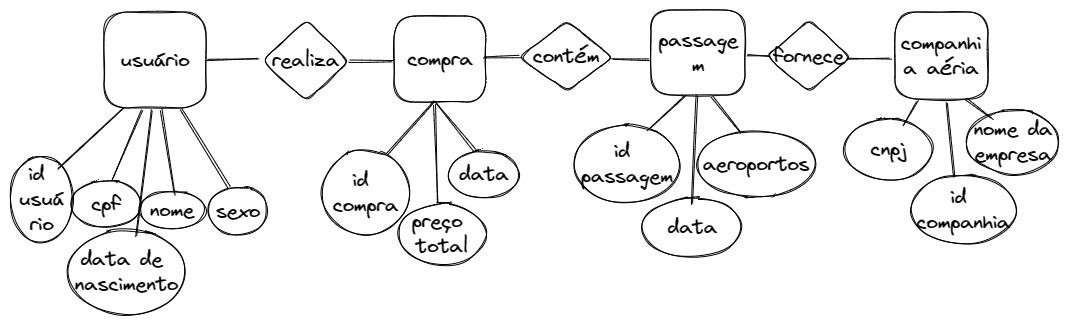 usuário
realiza
compra
contém
passage
m
fornece
companhi
a aéria
id
usuá
rio
cpf
data de
nascimento
nome
sexo
id
compra
preço
total
data
id
passagem
data
aeroportos
cnpj
id
companhia
nome da
empresa